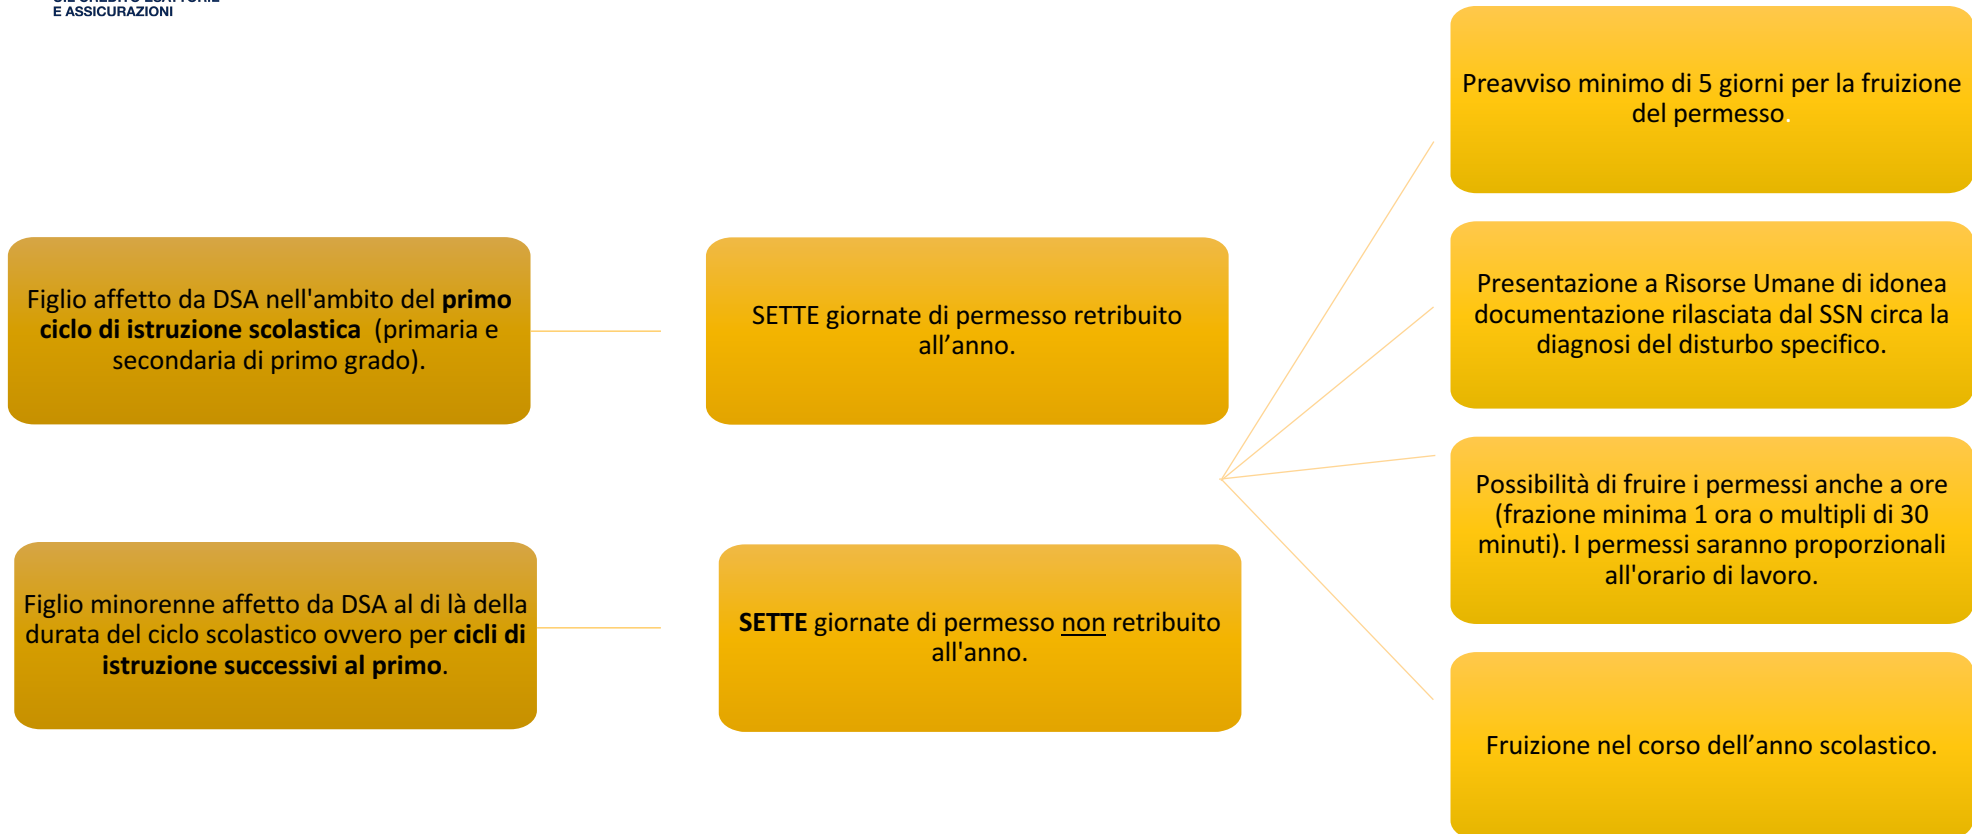 E ASSICURAZIONI
Figlio affetto da DSA nell'ambito del primo
ciclo di istruzione scolastica (primaria e
secondaria di primo grado).
SETTE giornate di permesso retribuito
all’anno.
Figlio minorenne affetto da DSA al di là della
durata del ciclo scolastico ovvero per cicli di
istruzione successivi al primo.
SETTE giornate di permesso non retribuito
all'anno.
Preavviso minimo di 5 giorni per la fruizione
del permesso.
Presentazione a Risorse Umane di idonea
documentazione rilasciata dal SSN circa la
diagnosi del disturbo specifico.
Possibilità di fruire i permessi anche a ore
(frazione minima 1 ora o multipli di 30
minuti). I permessi saranno proporzionali
all'orario di lavoro.
Fruizione nel corso dell’anno scolastico.